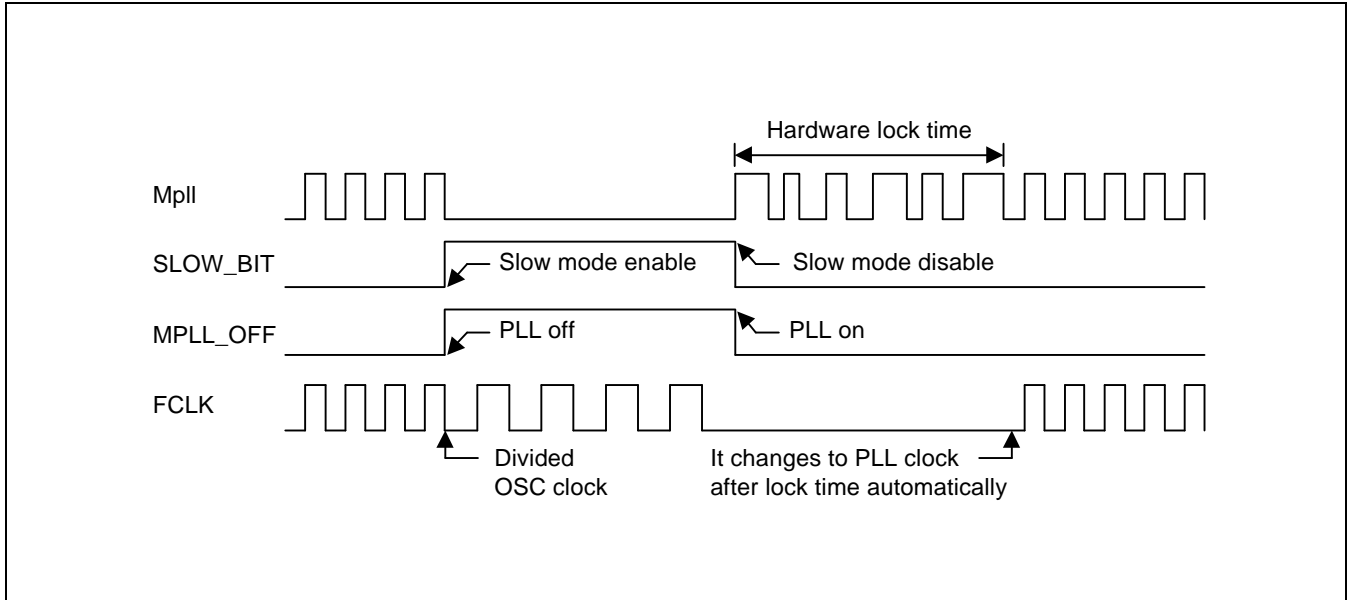 Hardware lock time
Mpll
SLOW_BIT
Slow mode enable
Slow mode disable
MPLL_OFF
PLL off
PLL on
FCLK
Divided
OSC clock
It changes to PLL clock
after lock time automatically